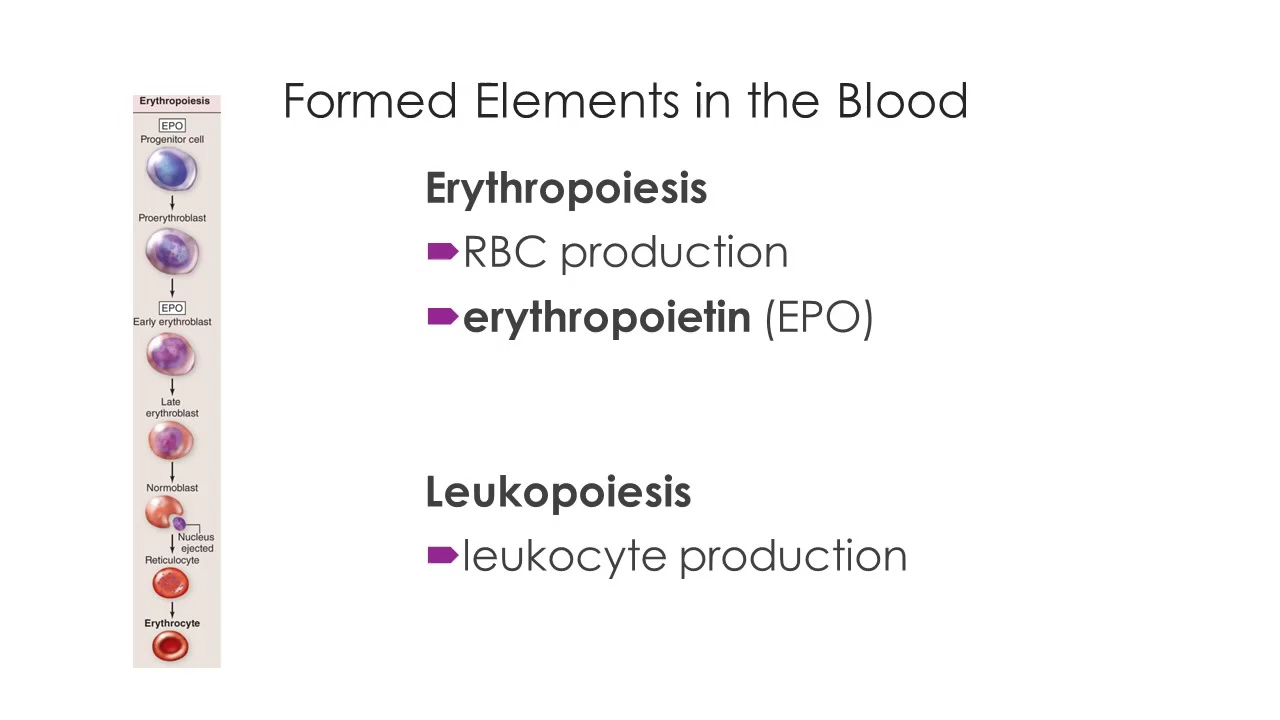 Formed Elements in the Blood
Erythropoiesis
EPO
Progenitor cell
Proerythroblast
EPO
Early erythroblast
Late
erythroblast
Normoblast
Nucleus
ejected
Reticulocyte
Erythrocyte
Erythropoiesis
RBC production
erythropoietin (EPO)
Leukopoiesis
leukocyte production